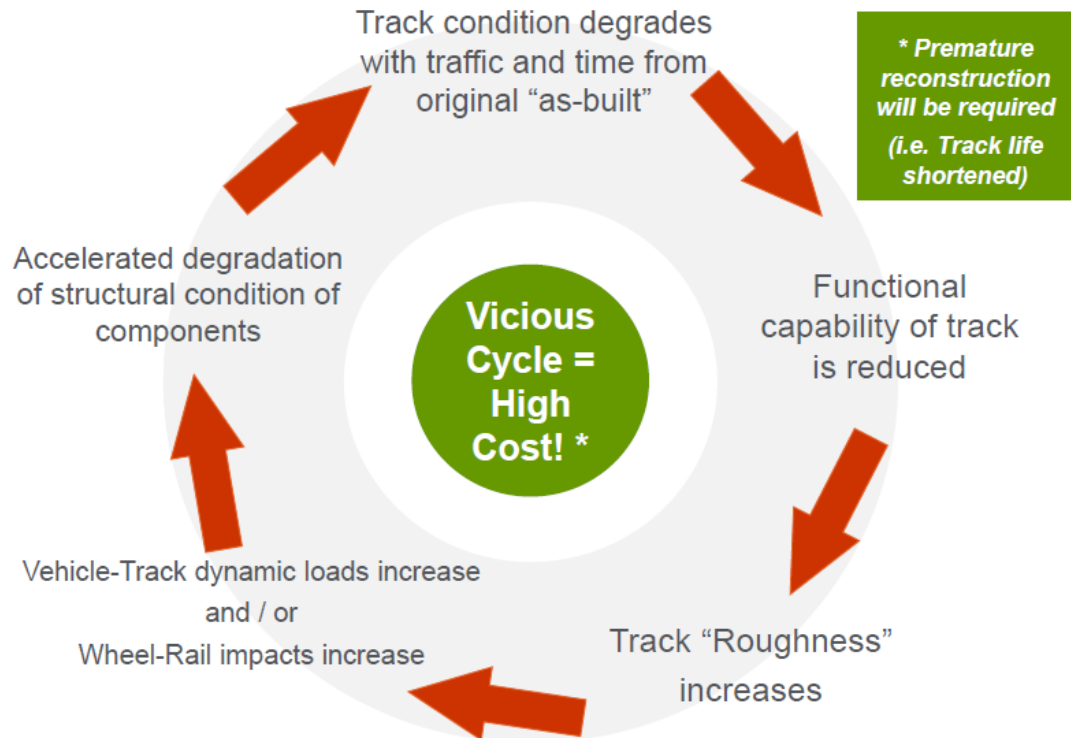 Track condition degrades
with traffic and time from
original “as-built”
* Premature
reconstruction
will be required
(i.e. Track life
shortened)
Functional
capability of track
is reduced
Track “Roughness”
increases
Vehicle-Track dynamic loads increase
and / or
Wheel-Rail impacts increase
Accelerated degradation
of structural condition of
components
Vicious
Cycle =
High
Cost! *